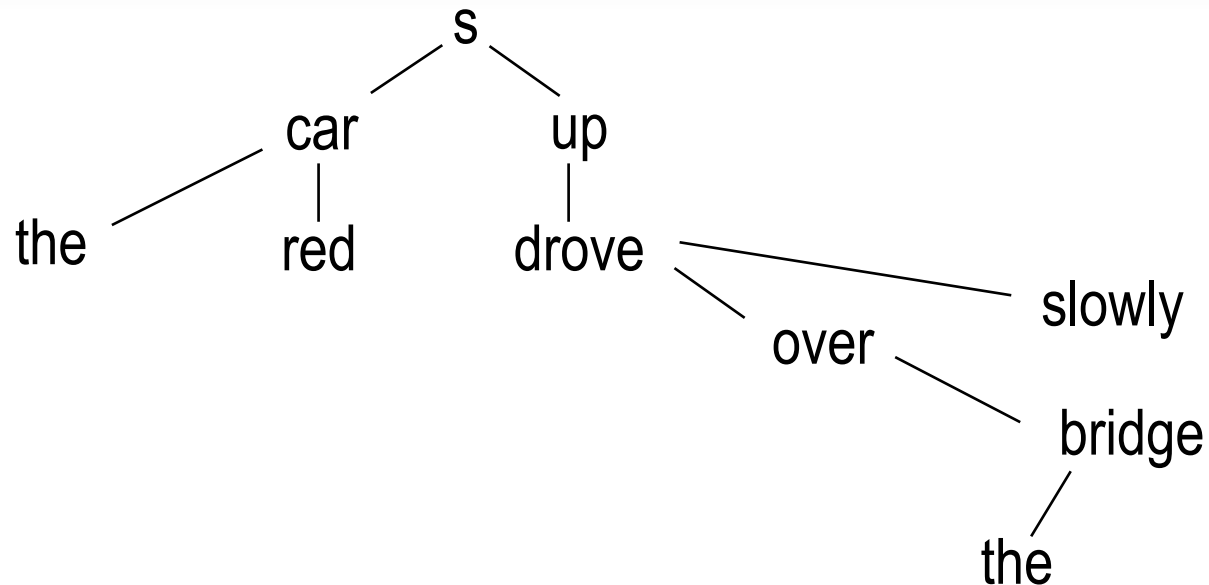 s
car up
the red drove
slowly
over
bridge
the